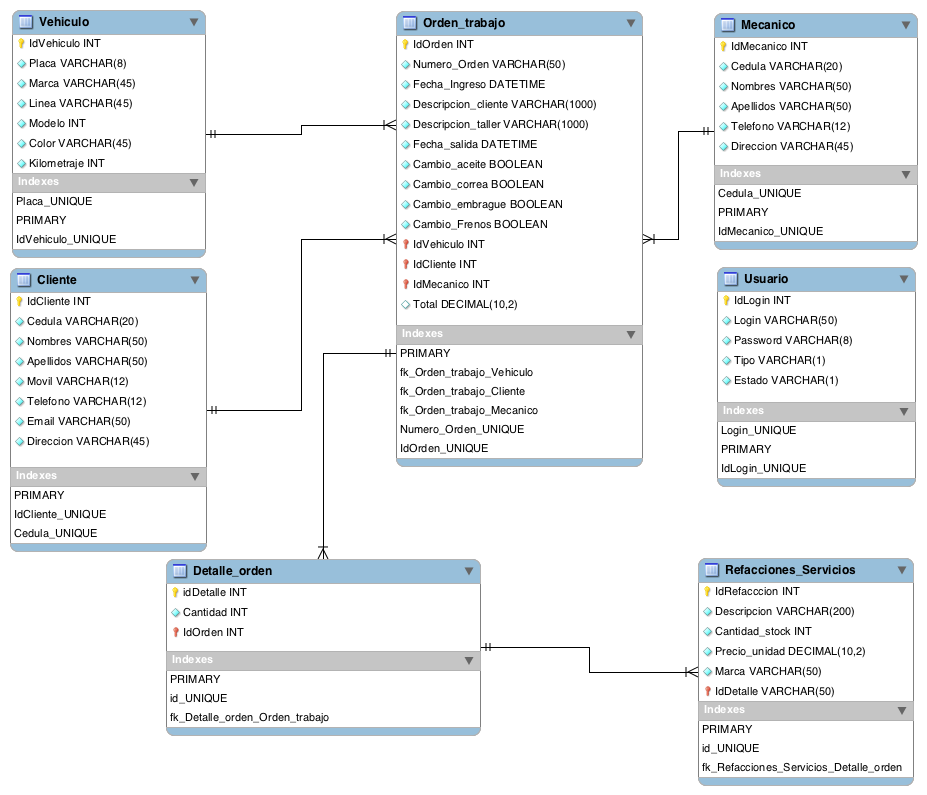 Vehiculo
IdVehiculo INT
Placa VARCHAR(8)
Marca VARCHAR(45)
Linea VARCHAR(45)
Modelo INT
Color VARCHAR(45)
Kilometraje INT
Indexes
Placa_UNIQUE
PRIMARY
IdVehiculo_UNIQUE
Cliente
IdCliente INT
Cedula VARCHAR(20)
Nombres VARCHAR(50)
Apellidos VARCHAR(50)
Movil VARCHAR(12)
Telefono VARCHAR(12)
Email VARCHAR(50)
Direccion VARCHAR(45)
Indexes
PRIMARY
IdCliente_UNIQUE
Cedula_UNIQUE
Orden_trabajo
IdOrden INT
Numero_Orden VARCHAR(50)
Fecha_Ingreso DATETIME
Descripcion_cliente VARCHAR(1000)
Descripcion_taller VARCHAR(1000)
Fecha_salida DATETIME
Cambio_aceite BOOLEAN
Cambio_correa BOOLEAN
Cambio_embrague BOOLEAN
Cambio_Frenos BOOLEAN
IdVehiculo INT
IdCliente INT
IdMecanico INT
Total DECIMAL(10,2)
Indexes
PRIMARY
fk_Orden_trabajo_Vehiculo
fk_Orden_trabajo_Cliente
fk_Orden_trabajo_Mecanico
Numero_Orden_UNIQUE
IdOrden_UNIQUE
Mecanico
IdMecanico INT
Cedula VARCHAR(20)
Nombres VARCHAR(50)
Apellidos VARCHAR(50)
Telefono VARCHAR(12)
Direccion VARCHAR(45)
Indexes
Cedula_UNIQUE
PRIMARY
IdMecanico_UNIQUE
Usuario
IdLogin INT
Login VARCHAR(50)
Password VARCHAR(8)
Tipo VARCHAR(1)
Estado VARCHAR(1)
Indexes
Login_UNIQUE
PRIMARY
IdLogin_UNIQUE
Detalle_orden
idDetalle INT
Cantidad INT
IdOrden INT
Indexes
PRIMARY
id_UNIQUE
fk_Detalle_orden_Orden_trabajo
Refacciones_Servicios
IdRefacccion INT
Descripcion VARCHAR(200)
Cantidad_stock INT
Precio_unidad DECIMAL(10,2)
Marca VARCHAR(50)
IdDetalle VARCHAR(50)
Indexes
PRIMARY
id_UNIQUE
fk_Refacciones_Servicios_Detalle_orden